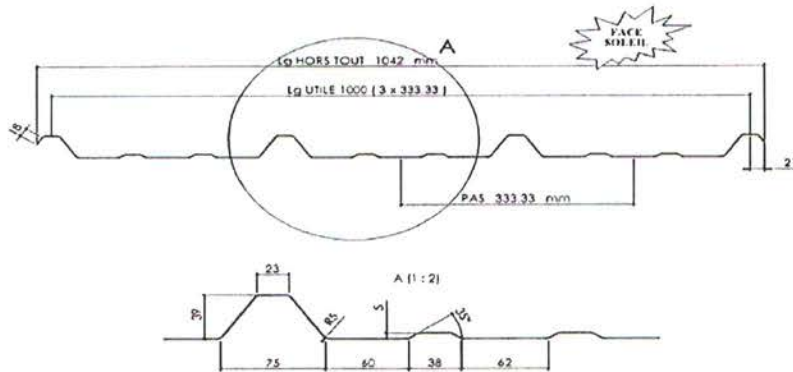 FACE
SOLEIL
A
Lg HORS TOUT 1042 mm
Lg UTILE 1000 ( 3 x 333.33 )
18
2
PAS 333.33 mm
23
A (1 : 2)
39
R5
5
35°
75
60
38
62